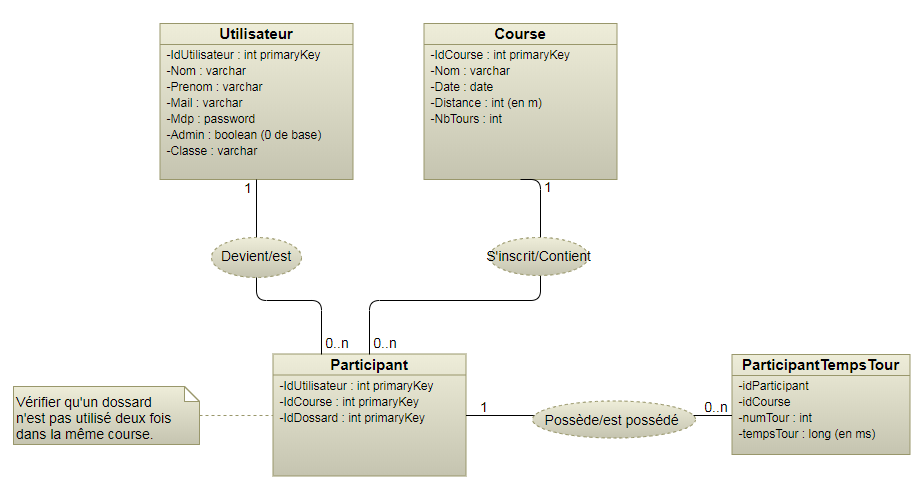 Utilisateur
-IdUtilisateur : int primaryKey
-Nom : varchar
-Prenom : varchar
-Mail : varchar
-Mdp : password
-Admin : boolean (0 de base)
-Classe : varchar
Course
-IdCourse : int primaryKey
-Nom : varchar
-Date : date
-Distance : int (en m)
-NbTours : int
1
1
Devient/est
S'inscrit/Contient
0..n
0..n
Participant
-IdUtilisateur : int primaryKey
-IdCourse : int primaryKey
-IdDossard : int primaryKey
Vérifier qu'un dossard
n'est pas utilisé deux fois
dans la même course.
1
Possède/est possédé
0..n
ParticipantTempsTour
-idParticipant
-idCourse
-numTour : int
-tempsTour : long (en ms)